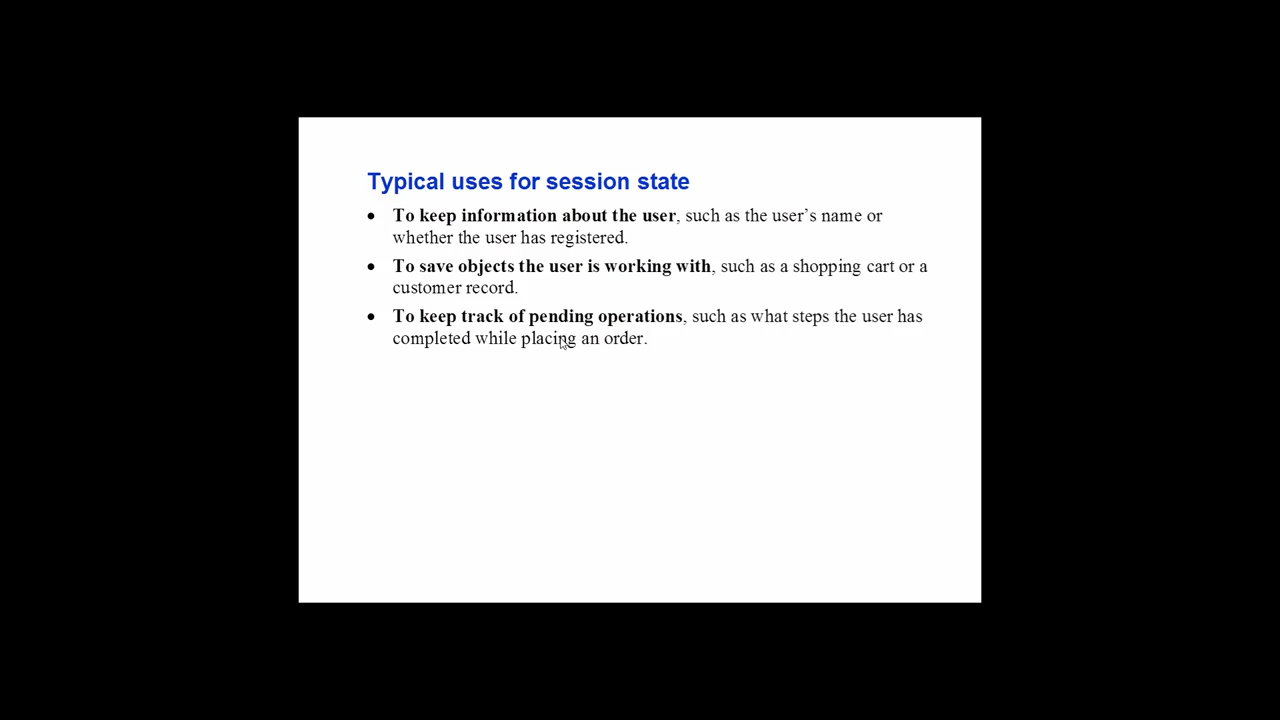 Typical uses for session state
• To keep information about the user, such as the user’s name or
whether the user has registered.
• To save objects the user is working with, such as a shopping cart or a
customer record.
• To keep track of pending operations, such as what steps the user has
completed while placing an order.